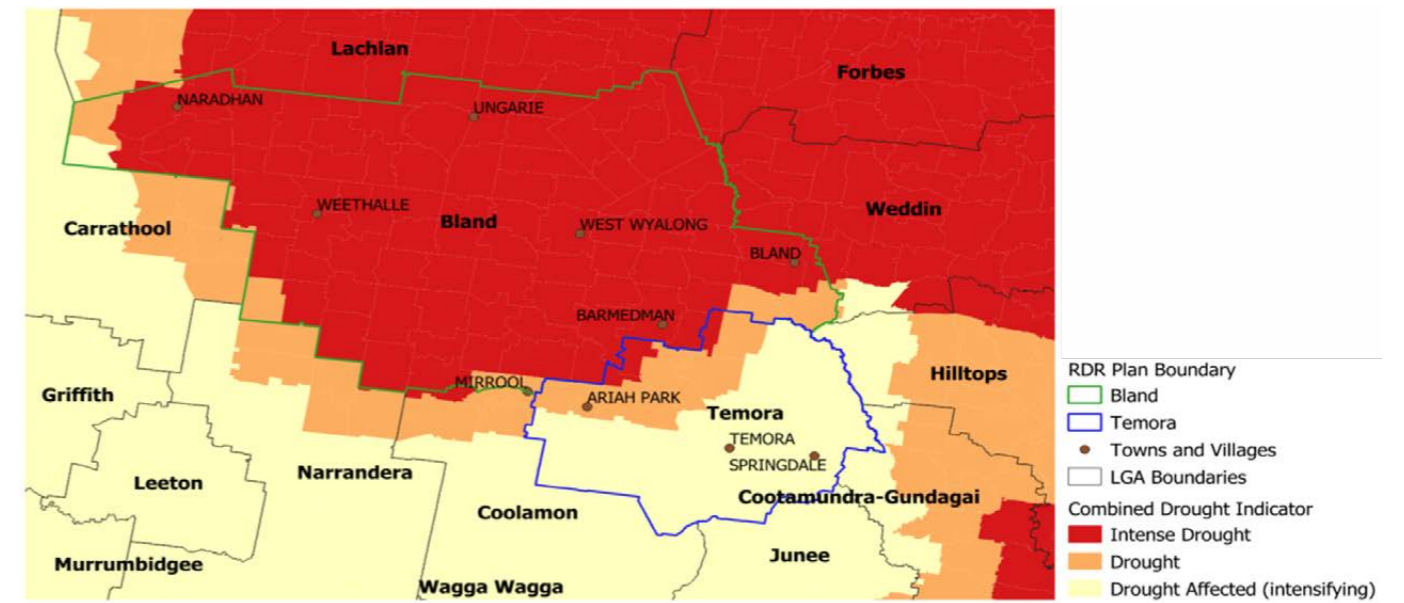 Lachlan
Forbes
NARADHAN
UNGARIE
WEETHALLE
Weddin
Carrathool
Bland
WEST WYALONG
BLAND
BARMEDMAN
Hilltops
MIRROOL
Griffith
ARIAH PARK
Temora
TEMORA
SPRINGDALE
Narrandera
Leeton
Cootamundra-Gundagai
Coolamon
Junee
Murrumbidgee
Wagga Wagga
RDR Plan Boundary
Bland
Temora
Towns and Villages
LGA Boundaries
Combined Drought Indicator
Intense Drought
Drought
Drought Affected (intensifying)